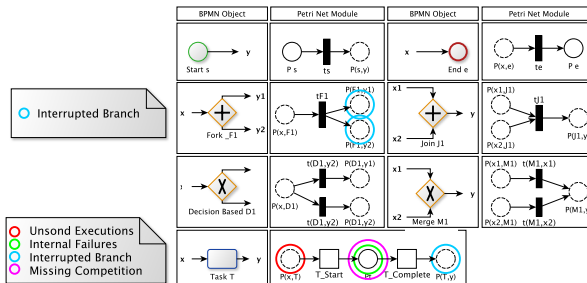 BPMN Object
Petri Net Module
BPMN Object
Petri Net Module
y
Start s
P s
ts
P(s,y)
x
End e
P(x,e)
te
P e
Interrupted Branch
x
y1
y2
Fork _F1
P(x,F1)
tF1
P(F1,y1)
P(F1,y2)
x1
x2
y
Join J1
P(x1,J1)
P(x2,J1)
tJ1
P(J1,y
Decision Based D1
P(x,D1)
t(D1,y2)
P(D1,y1)
t(D1,y2)
P(D1,y2)
x1
x2
y
Merge M1
P(x1,M1)
t(M1,x1)
P(x2,M1)
t(M1,x2)
P(M1,
Unsond Executions
Internal Failures
Interrupted Branch
Missing Competition
x
y
Task T
P(x,T)
T_Start
T_Complete
P(T,y)